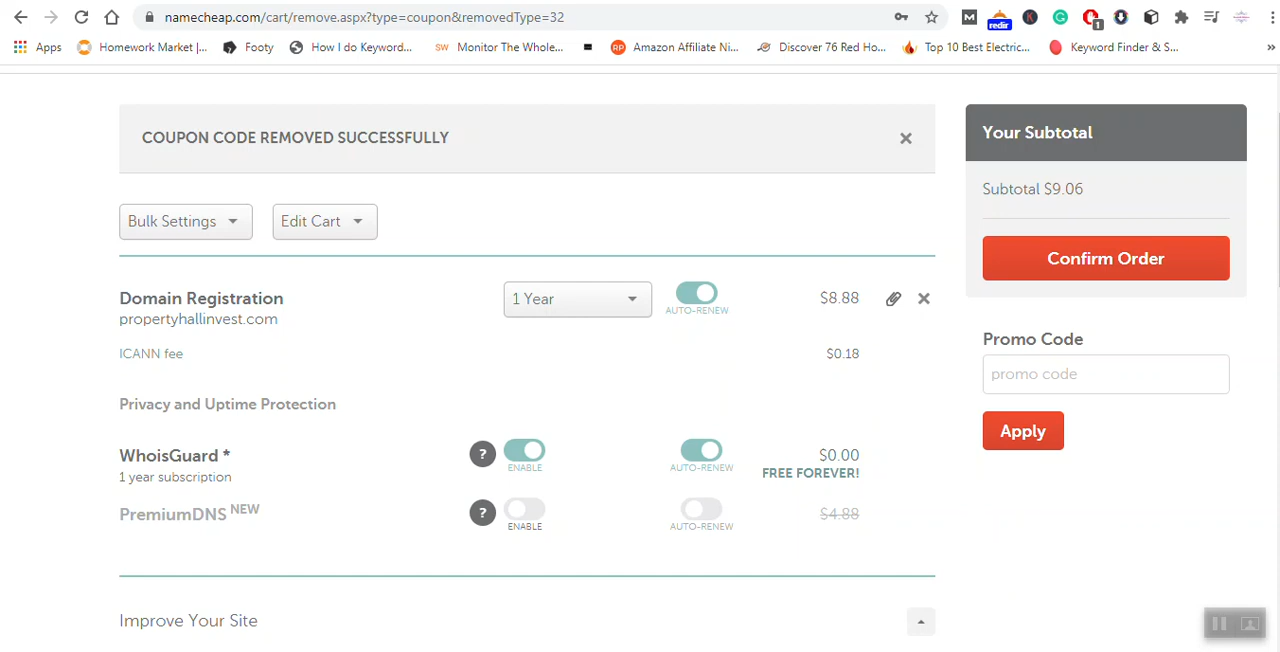 namecheap.com/cart/remove.aspx?type=coupon&removedType=32
M
redir
K
G
1
Apps
Homework Market |...
Footy
How I do Keyword...
SW Monitor The Whole...
RP Amazon Affiliate Ni...
Discover 76 Red Ho...
Top 10 Best Electric...
Keyword Finder & S...
»
COUPON CODE REMOVED SUCCESSFULLY
Your Subtotal
Subtotal $9.06
Confirm Order
Bulk Settings
Edit Cart
Domain Registration
propertyhallinvest.com
1 Year
AUTO-RENEW
$8.88
ICANN fee
$0.18
Promo Code
promo code
Apply
Privacy and Uptime Protection
WhoisGuard *
1 year subscription
?
ENABLE
AUTO-RENEW
$0.00
FREE FOREVER!
PremiumDNS NEW
?
ENABLE
AUTO-RENEW
$4.88
Improve Your Site